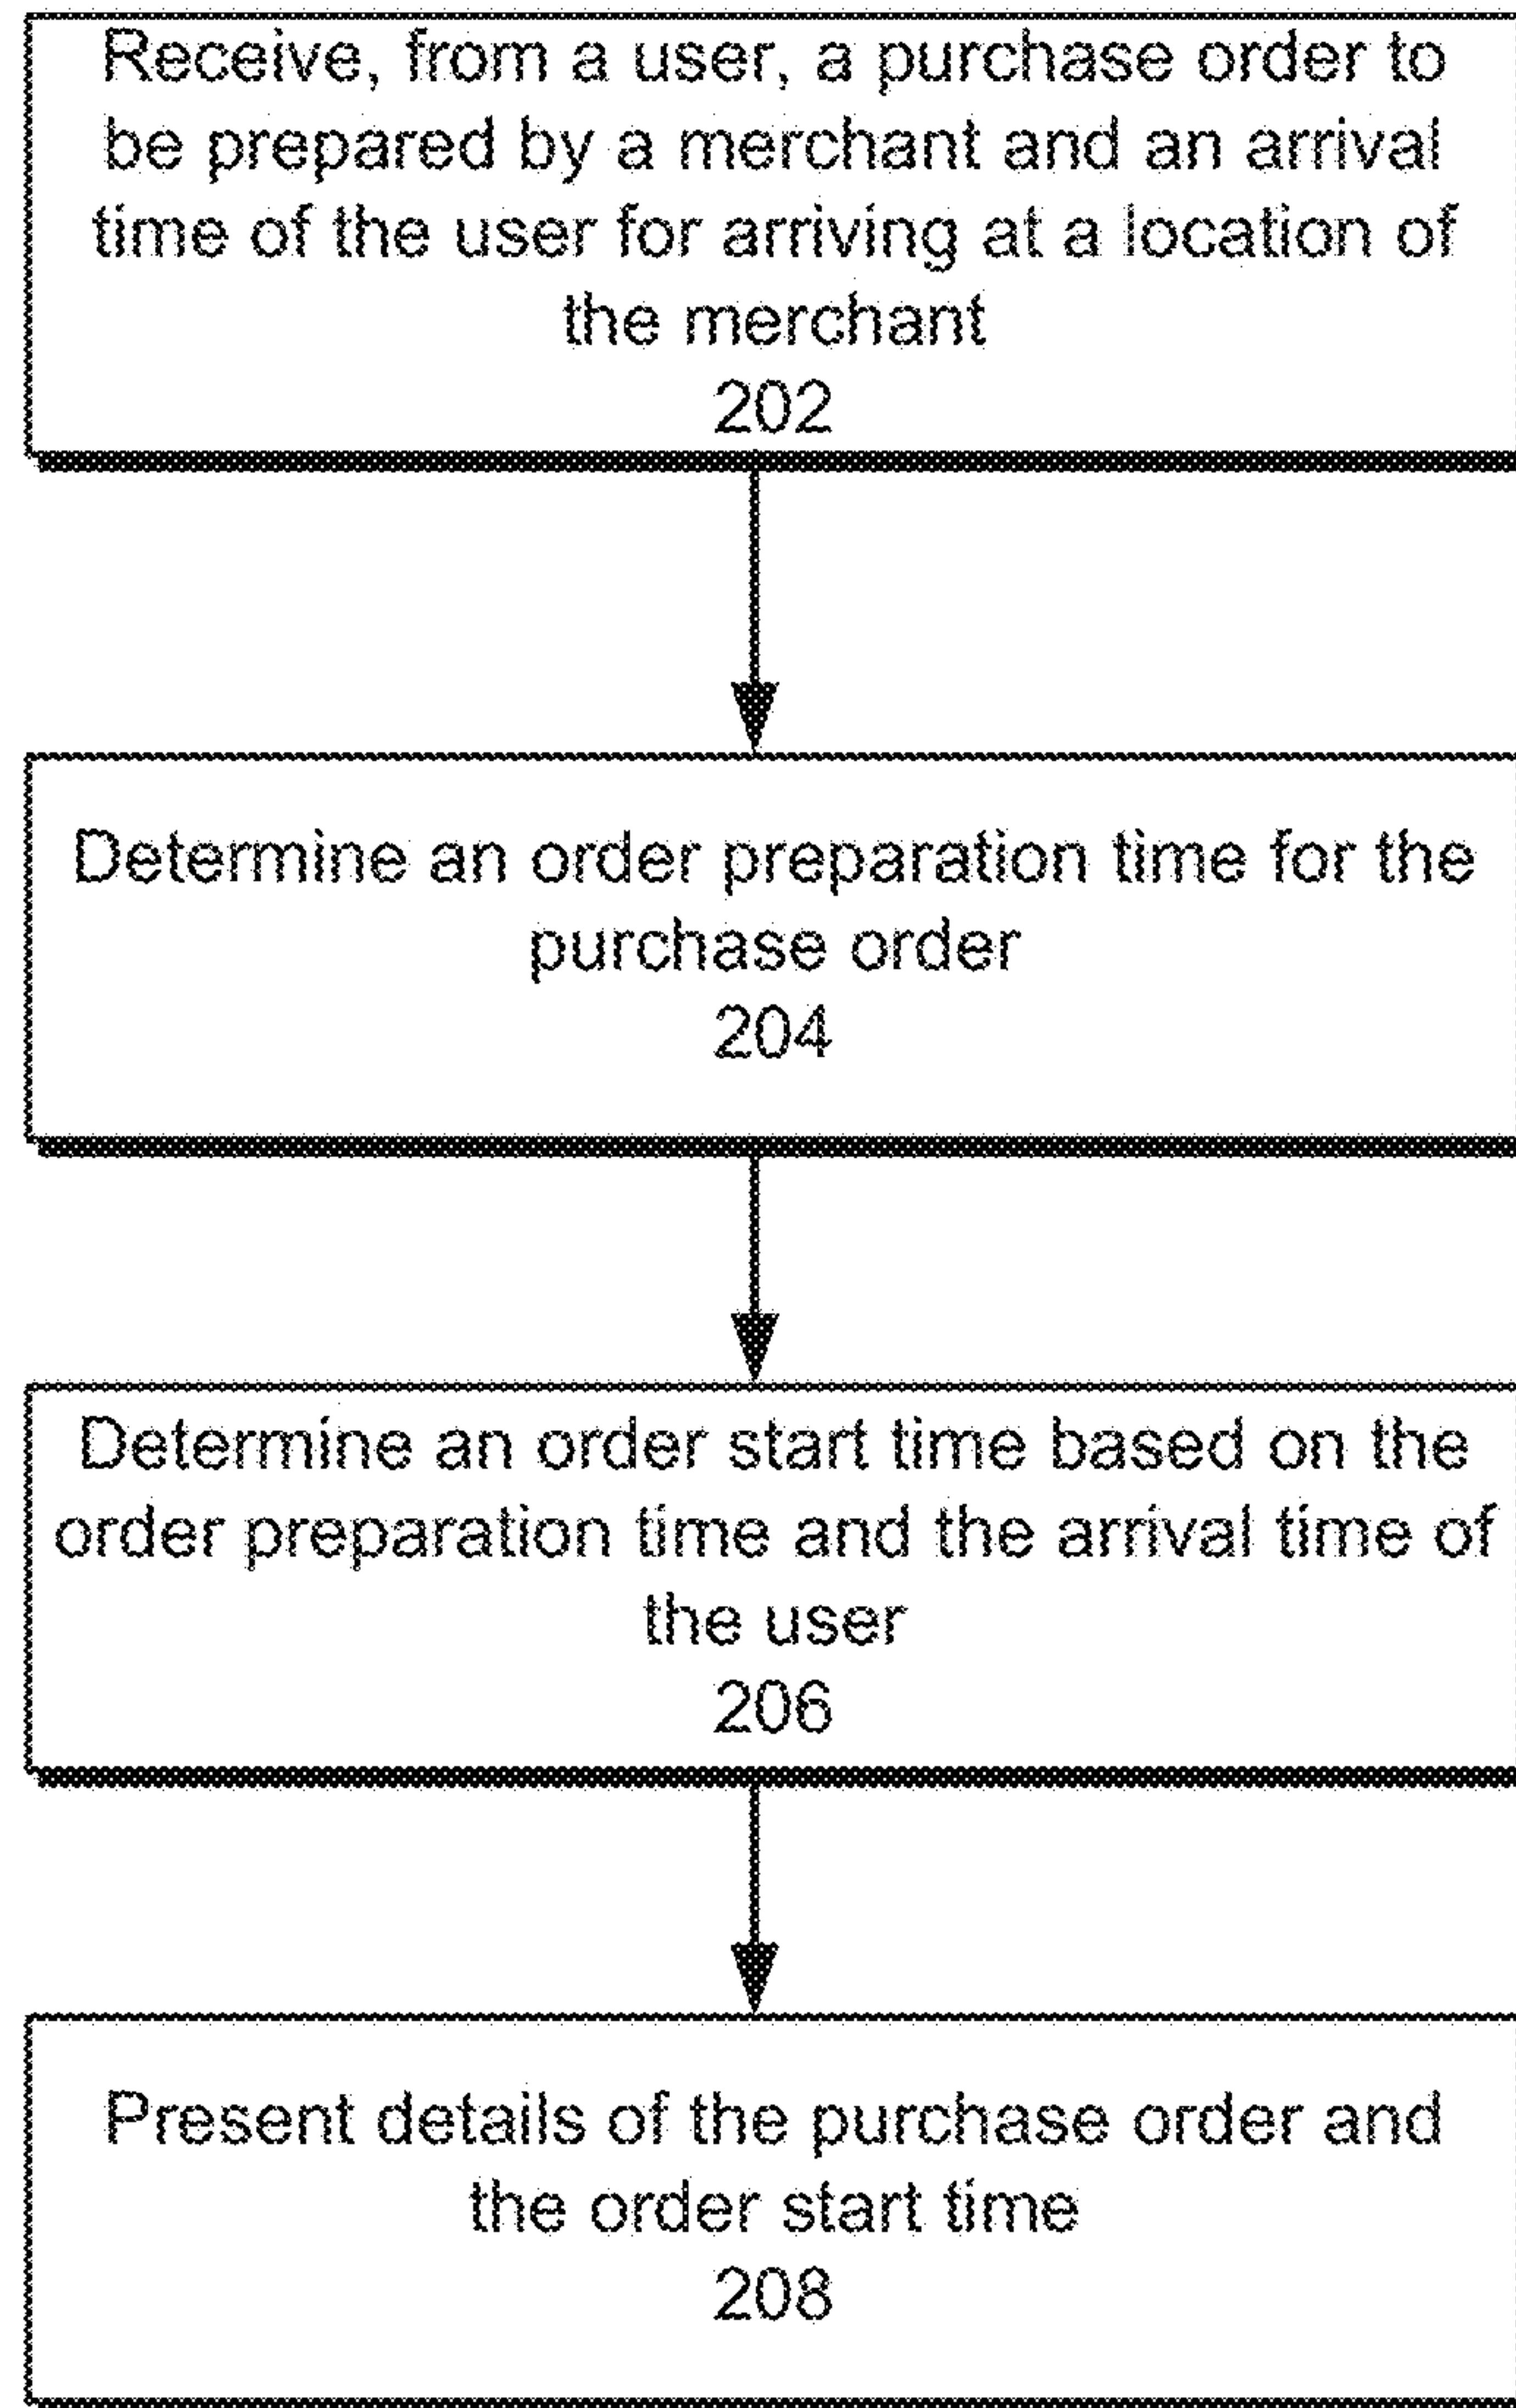 Receive, from a user, a purchase order to
be prepared by a merchant and an arrival
time of the user for arriving at a location of
the merchant
202
Determine an order preparation time for the
purchase order
204
Determine an order start time based on the
order preparation time and the arrival time of
the user
206
Present details of the purchase order and
the order start time
208